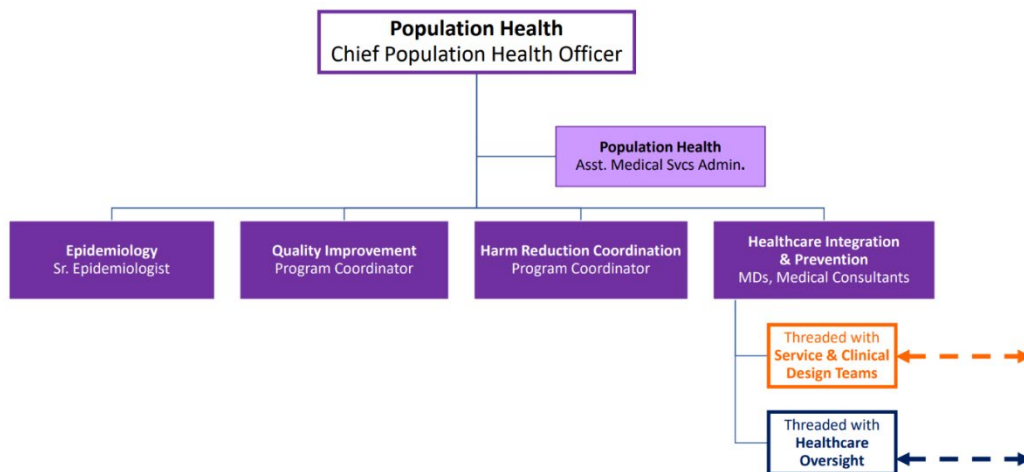 Population Health
Chief Population Health Officer
Population Health
Asst. Medical Svcs Admin.
Epidemiology
Sr. Epidemiologist
Quality Improvement
Program Coordinator
Harm Reduction Coordination
Program Coordinator
Healthcare Integration
& Prevention
MDs, Medical Consultants
Threaded with
Service & Clinical
Design Teams
Threaded with
Healthcare
Oversight